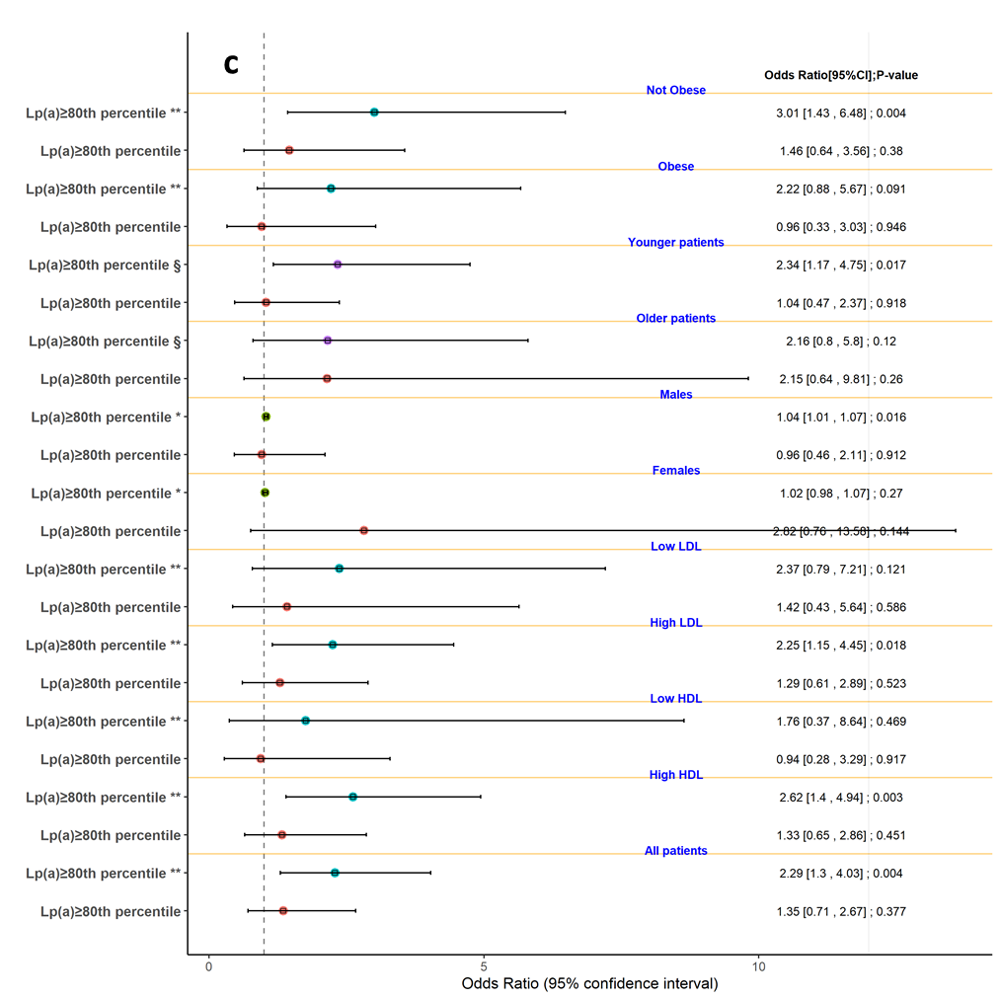 c
Odds Ratio[95%CI];P-value
Not Obese
Lp(a)≥80th percentile ** 3.01 [1.43 , 6.48] ; 0.004
Lp(a)≥80th percentile 1.46 [0.64 , 3.56] ; 0.38
Obese
Lp(a)≥80th percentile ** 2.22 [0.88 , 5.67] ; 0.091
Lp(a)≥80th percentile 0.96 [0.33 , 3.03] ; 0.946
Younger patients
Lp(a)≥80th percentile § 2.34 [1.17 , 4.75] ; 0.017
Lp(a)≥80th percentile 1.04 [0.47 , 2.37] ; 0.918
Older patients
Lp(a)≥80th percentile § 2.16 [0.8 , 5.8] ; 0.12
Lp(a)≥80th percentile 2.15 [0.64 , 9.81] ; 0.26
Males
Lp(a)≥80th percentile * 1.04 [1.01 , 1.07] ; 0.016
Lp(a)≥80th percentile 0.96 [0.46 , 2.11] ; 0.912
Females
Lp(a)≥80th percentile * 1.02 [0.98 , 1.07] ; 0.27
Lp(a)≥80th percentile 2.82 [0.76 , 13.58] ; 0.144
Low LDL
Lp(a)≥80th percentile ** 2.37 [0.79 , 7.21] ; 0.121
Lp(a)≥80th percentile 1.42 [0.43 , 5.64] ; 0.586
High LDL
Lp(a)≥80th percentile ** 2.25 [1.15 , 4.45] ; 0.018
Lp(a)≥80th percentile 1.29 [0.61 , 2.89] ; 0.523
Low HDL
Lp(a)≥80th percentile ** 1.76 [0.37 , 8.64] ; 0.469
Lp(a)≥80th percentile 0.94 [0.28 , 3.29] ; 0.917
High HDL
Lp(a)≥80th percentile ** 2.62 [1.4 , 4.94] ; 0.003
Lp(a)≥80th percentile 1.33 [0.65 , 2.86] ; 0.451
All patients
Lp(a)≥80th percentile ** 2.29 [1.3 , 4.03] ; 0.004
Lp(a)≥80th percentile 1.35 [0.71 , 2.67] ; 0.377
0 5 10
Odds Ratio (95% confidence interval)